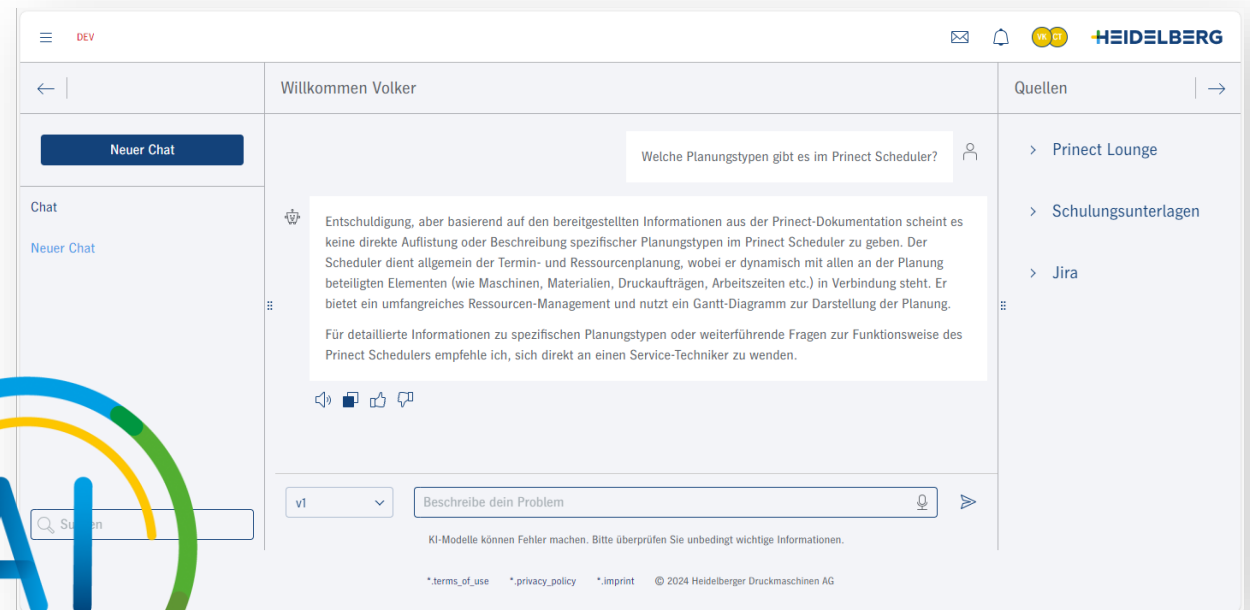 DEV
VK CT
HEIDELBERG
Willkommen Volker
Quellen
Neuer Chat
Chat
Neuer Chat
Welche Planungstypen gibt es im Prinect Scheduler?
Entschuldigung, aber basierend auf den bereitgestellten Informationen aus der Prinect-Dokumentation scheint es
keine direkte Auflistung oder Beschreibung spezifischer Planungstypen im Prinect Scheduler zu geben. Der
Scheduler dient allgemein der Termin- und Ressourcenplanung, wobei er dynamisch mit allen an der Planung
beteiligten Elementen (wie Maschinen, Materialien, Druckaufträgen, Arbeitszeiten etc.) in Verbindung steht. Er
bietet ein umfangreiches Ressourcen-Management und nutzt ein Gantt-Diagramm zur Darstellung der Planung.
Für detaillierte Informationen zu spezifischen Planungstypen oder weiterführende Fragen zur Funktionsweise des
Prinect Schedulers empfehle ich, sich direkt an einen Service-Techniker zu wenden.
Prinect Lounge
Schulungsunterlagen
Jira
v1
Beschreibe dein Problem
KI-Modelle können Fehler machen. Bitte überprüfen Sie unbedingt wichtige Informationen.
*.terms_of_use *.privacy_policy *.imprint © 2024 Heidelberger Druckmaschinen AG
AI